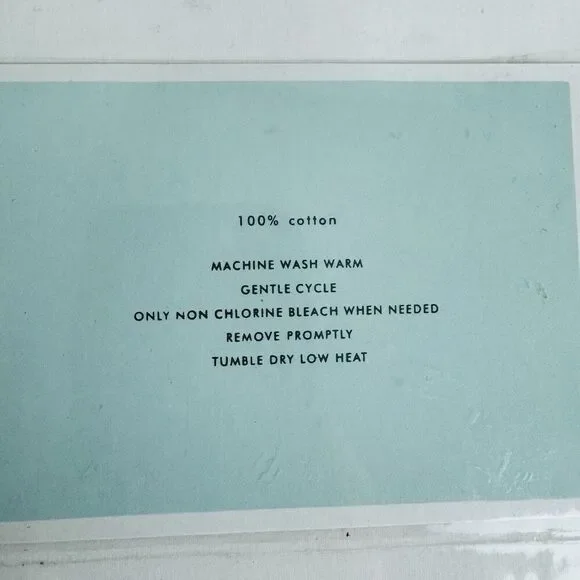 100% cotton
MACHINE WASH WARM
GENTLE CYCLE
ONLY NON CHLORINE BLEACH WHEN NEEDED
REMOVE PROMPTLY
TUMBLE DRY LOW HEAT